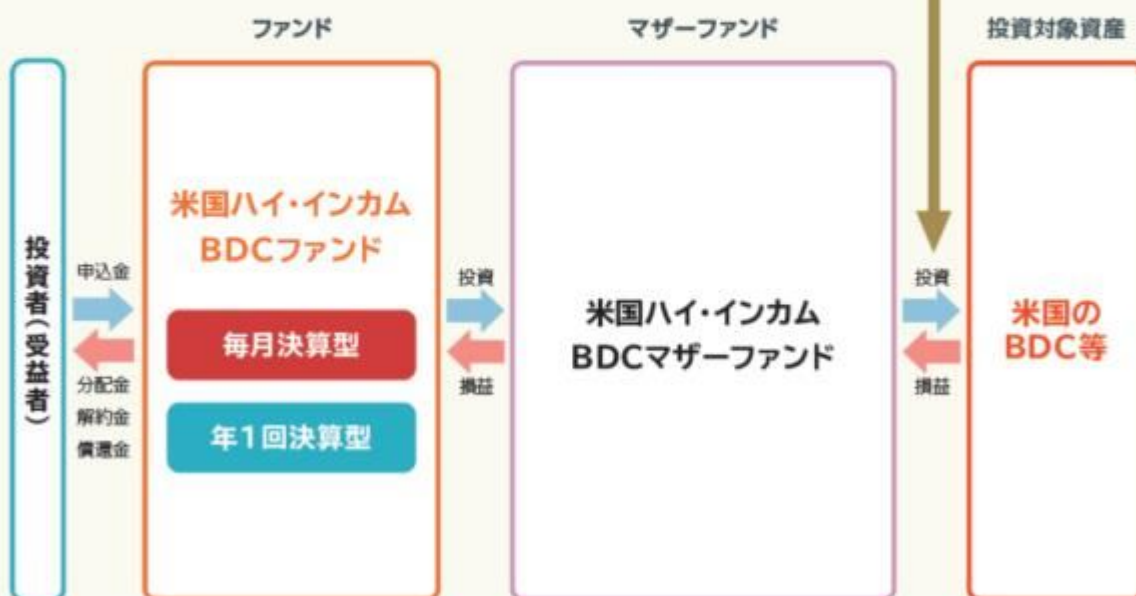 ファンド
マザーファンド
投資対象資産
投資者(受益者)
申込金
分配金
解約金
償還金
米国ハイ・インカム
BDCファンド
毎月決算型
年1回決算型
投資
損益
米国ハイ・インカム
BDCマザーファンド
投資
損益
米国の
BDC等